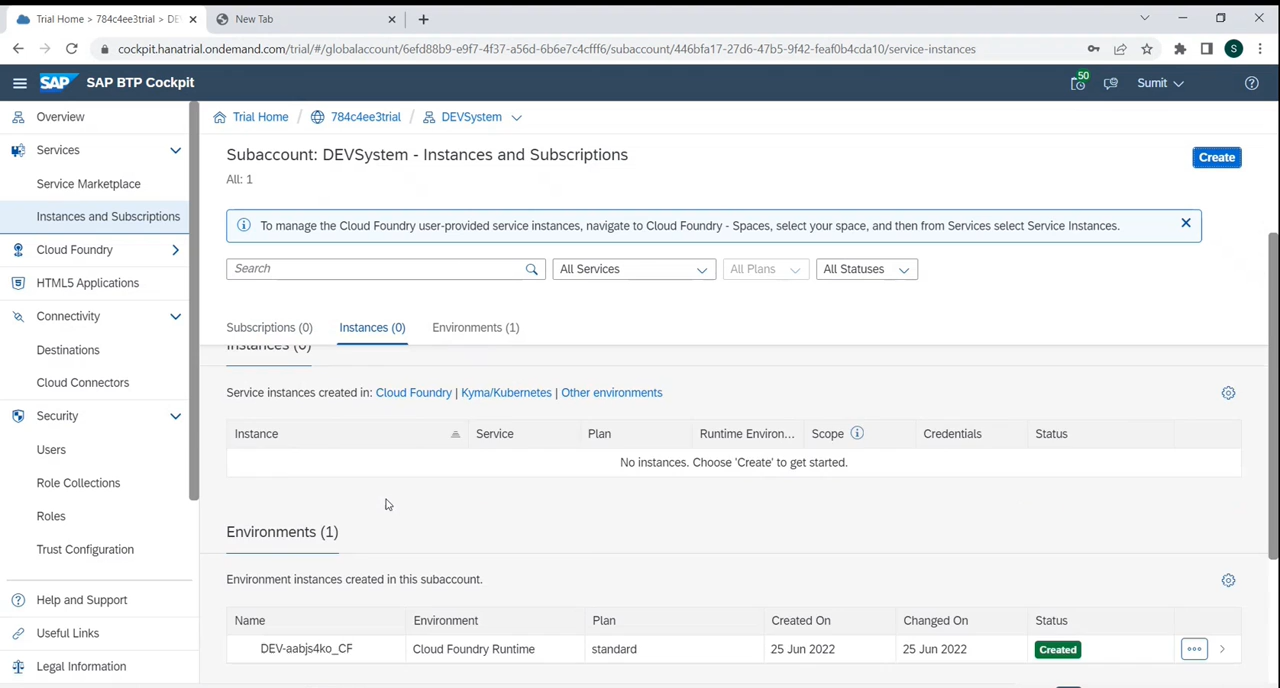 Trial Home > 784c4ee3trial > DE
New Tab
cockpit.hanatrial.ondemand.com/trial/#/globalaccount/6efd88b9-e9f7-4f37-a56d-6b6e7c4cfff6/subaccount/446bfa17-27d6-47b5-9f42-feaf0b4cda10/service-instances
S
SAP SAP BTP Cockpit
50
Sumit
Overview
Services
Service Marketplace
Instances and Subscriptions
Cloud Foundry
HTML5 Applications
Connectivity
Destinations
Cloud Connectors
Security
Users
Role Collections
Roles
Trust Configuration
Help and Support
Useful Links
Legal Information
Trial Home / 784c4ee3trial / DEVSystem
Subaccount: DEVSystem - Instances and Subscriptions
Create
All: 1
To manage the Cloud Foundry user-provided service instances, navigate to Cloud Foundry - Spaces, select your space, and then from Services select Service Instances.
Search
All Services
All Plans
All Statuses
Subscriptions (0) Instances (0) Environments (1)
Instances (0)
Service instances created in: Cloud Foundry | Kyma/Kubernetes | Other environments
Instance Service Plan Runtime Environ... Scope Credentials Status
No instances. Choose 'Create' to get started.
Environments (1)
Environment instances created in this subaccount.
Name Environment Plan Created On Changed On Status
DEV-aabjs4ko_CF Cloud Foundry Runtime standard 25 Jun 2022 25 Jun 2022 Created